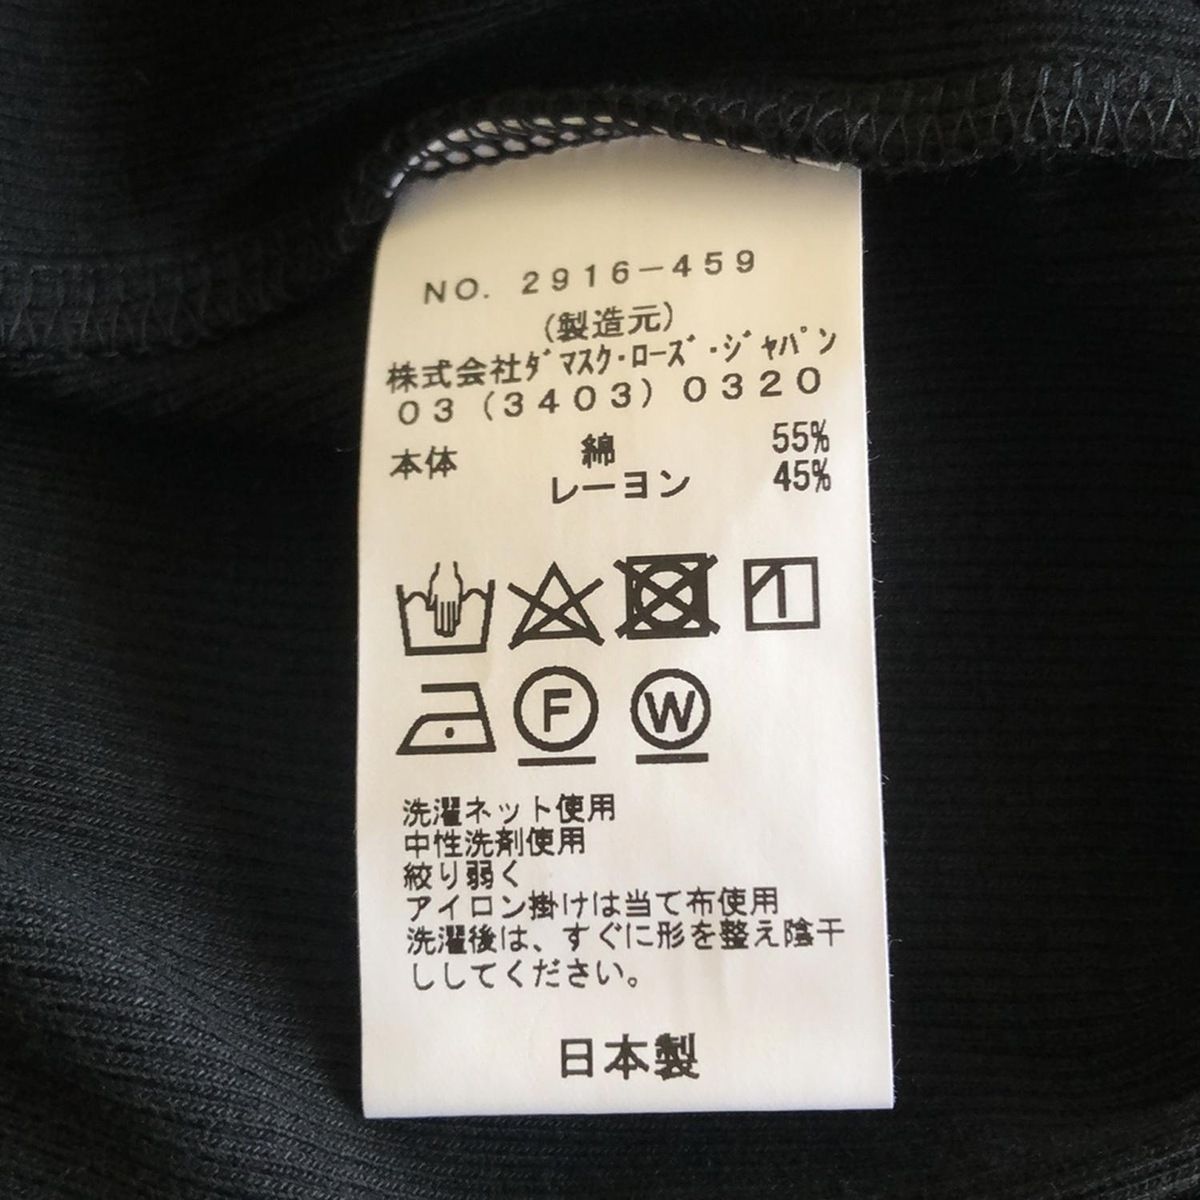 NO. 2916-459
(製造元)
株式会社ダマスク・ローズ・ジャパン
03(3403)0320
本体 綿 55%
レーヨン 45%
F W
洗濯ネット使用
中性洗剤使用
絞り弱く
アイロン掛けは当て布使用
洗濯後は、すぐに形を整え陰干
ししてください。
日本製